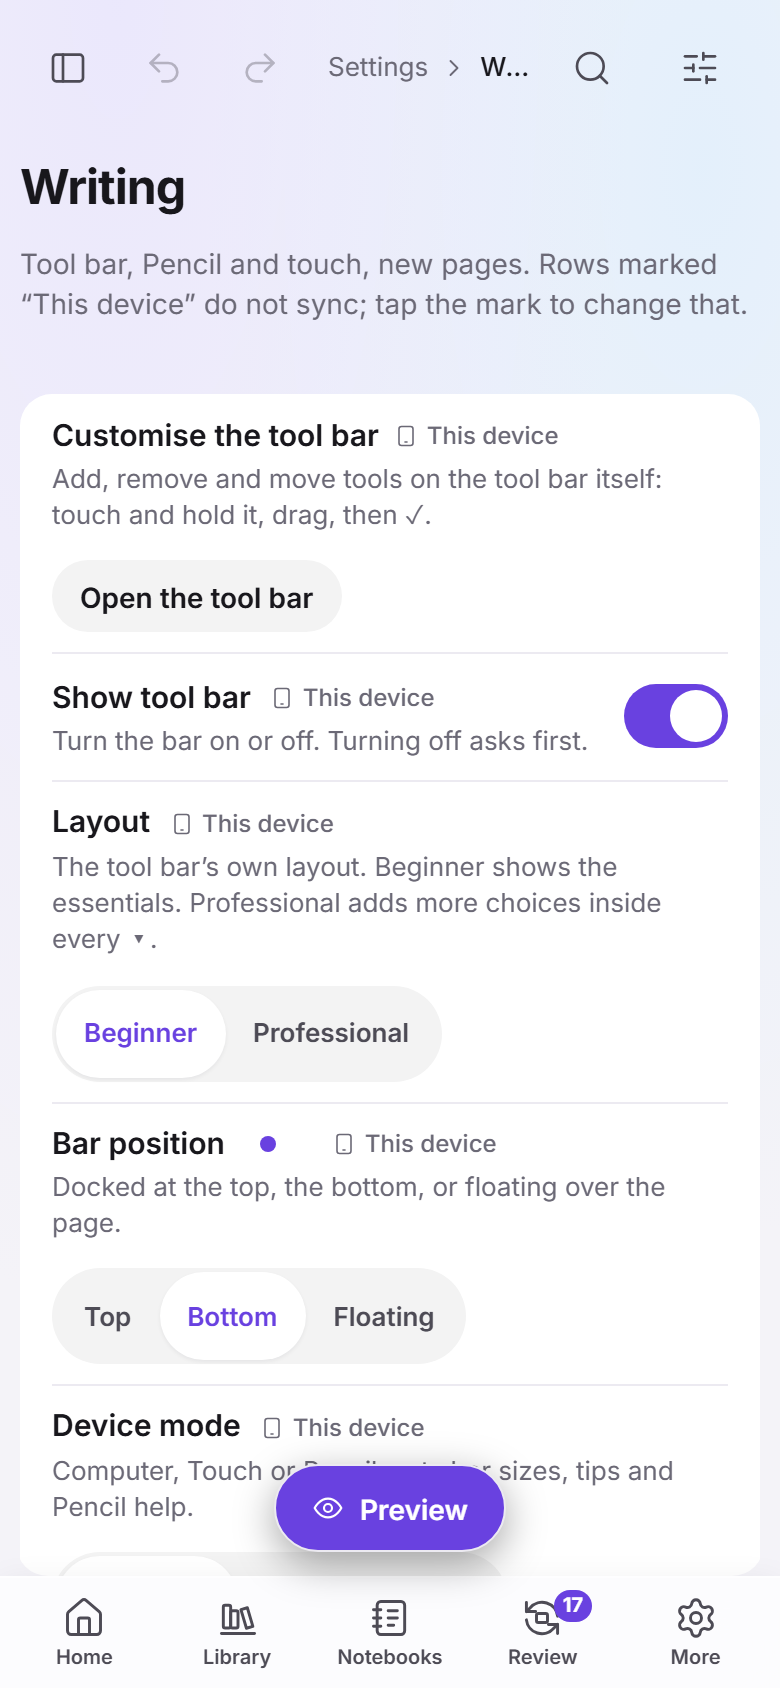 Settings > W...
Writing
Tool bar, Pencil and touch, new pages. Rows marked
“This device” do not sync; tap the mark to change that.
Customise the tool bar This device
Add, remove and move tools on the tool bar itself:
touch and hold it, drag, then ✓.
Open the tool bar
Show tool bar This device
Turn the bar on or off. Turning off asks first.
Layout This device
The tool bar’s own layout. Beginner shows the
essentials. Professional adds more choices inside
every ▾ .
Beginner Professional
Bar position This device
Docked at the top, the bottom, or floating over the
page.
Top Bottom Floating
Device mode This device
Computer, Touch or sizes, tips and
Pencil help.
Preview
17
Home Library Notebooks Review More